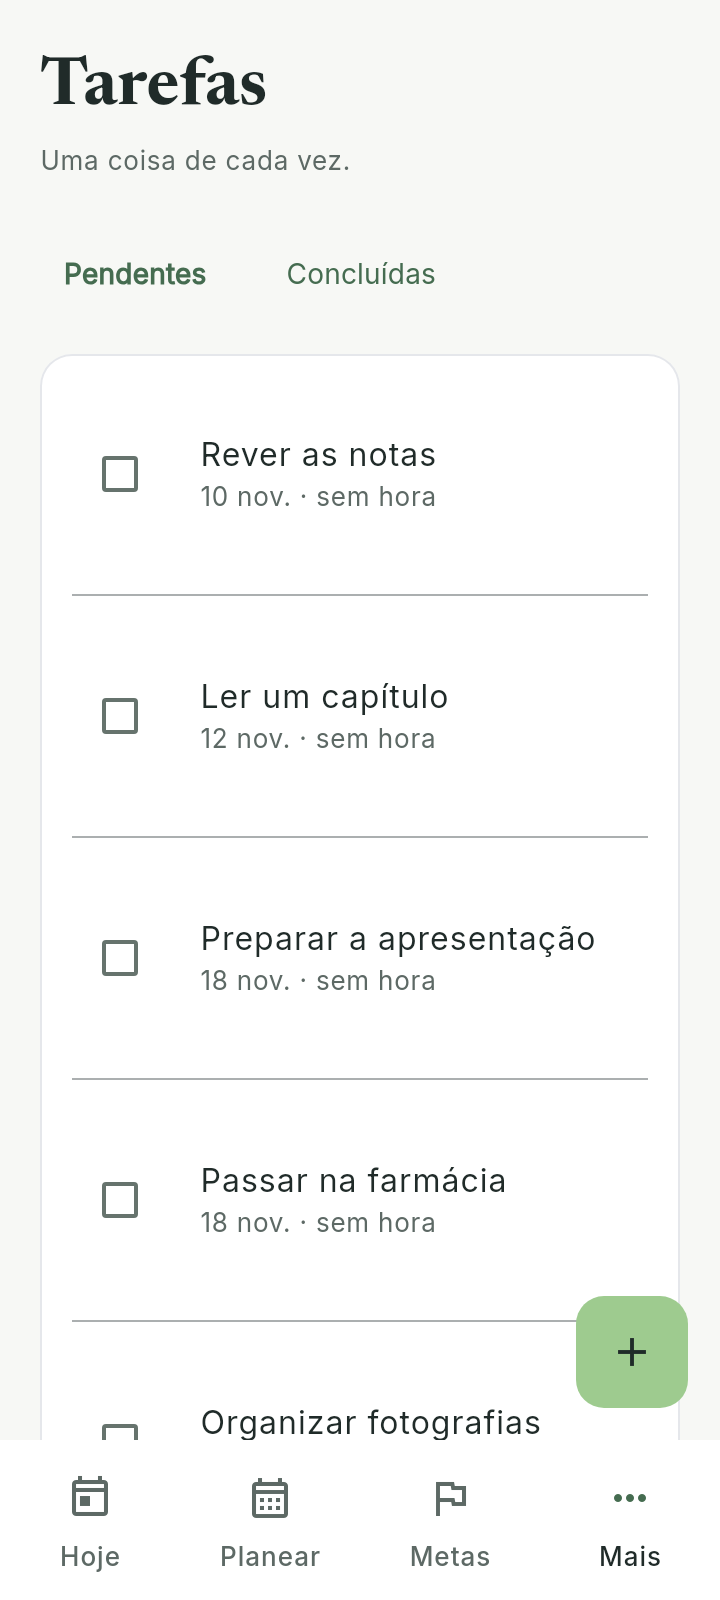 Tarefas
Uma coisa de cada vez.
Pendentes
Concluídas
Rever as notas
10 nov. · sem hora
Ler um capítulo
12 nov. · sem hora
Preparar a apresentação
18 nov. · sem hora
Passar na farmácia
18 nov. · sem hora
Organizar fotografias
Hoje
Planear
Metas
Mais